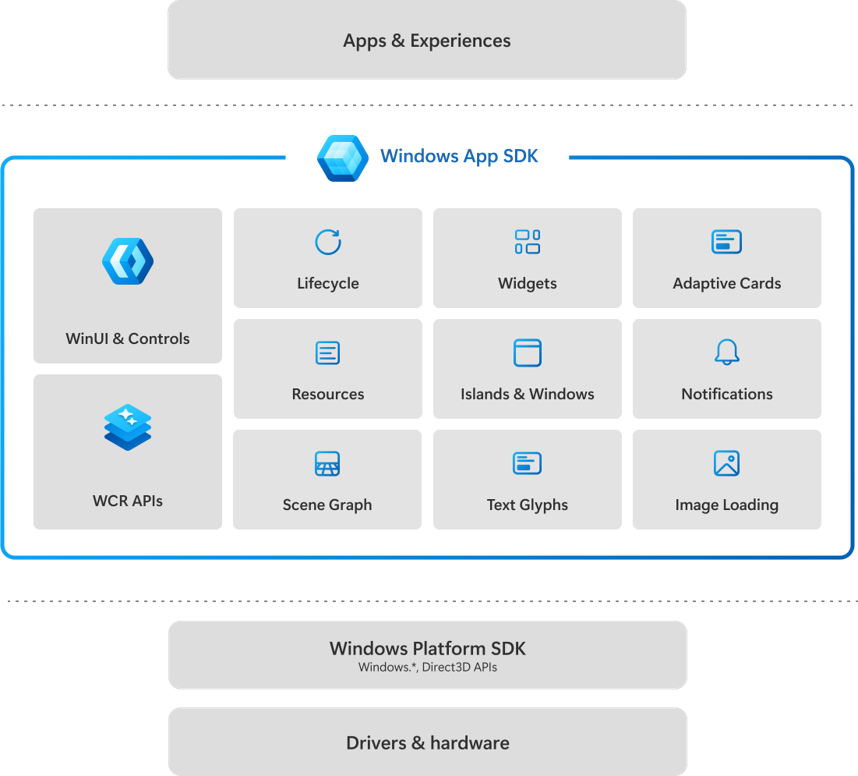 Apps & Experiences
Windows App SDK
WinUI & Controls
Lifecycle
Widgets
Adaptive Cards
WCR APIs
Resources
Islands & Windows
Notifications
Scene Graph
Text Glyphs
Image Loading
Windows Platform SDK
Windows.*, Direct3D APIs
Drivers & hardware